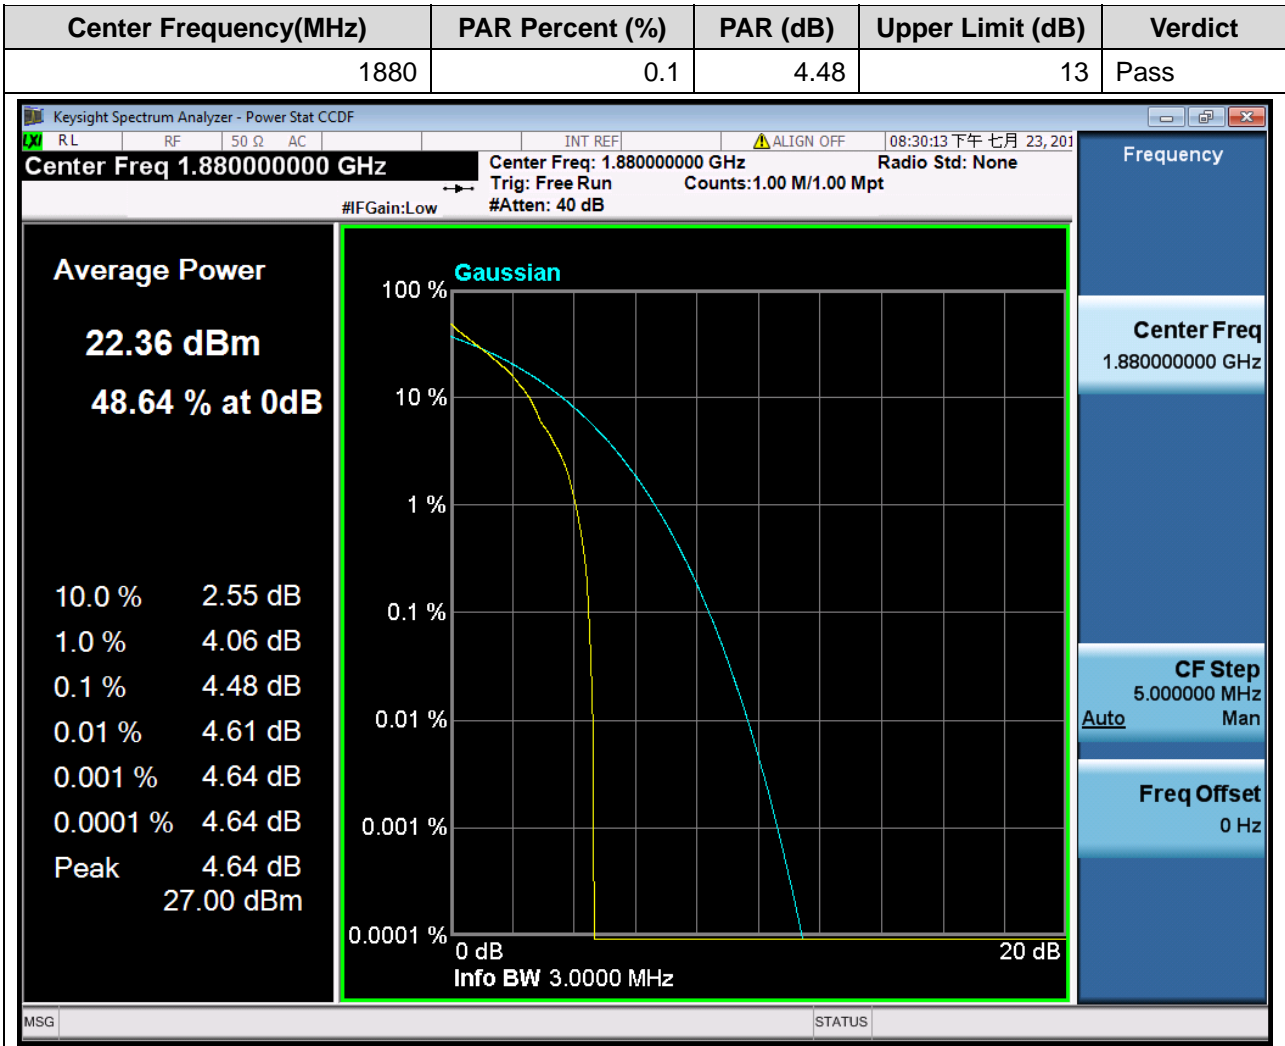 Center Frequency(MHz) PAR Percent (%) PAR (dB) Upper Limit (dB) Verdict
1880 0.1 4.48 13 Pass
Keysight Spectrum Analyzer - Power Stat CCDF
LXI RL RF 50 Ω AC INT REF ALIGN OFF 08:30:13 下午 七月 23, 201
Center Freq 1.880000000 GHz
Center Freq: 1.880000000 GHz Radio Std: None
Trig: Free Run Counts:1.00 M/1.00 Mpt
#IFGain:Low #Atten: 40 dB
Average Power
22.36 dBm
48.64 % at 0dB
10.0 % 2.55 dB
1.0 % 4.06 dB
0.1 % 4.48 dB
0.01 % 4.61 dB
0.001 % 4.64 dB
0.0001 % 4.64 dB
Peak 4.64 dB
27.00 dBm
Gaussian
100 %
10 %
1 %
0.1 %
0.01 %
0.001 %
0.0001 %
0 dB 20 dB
Info BW 3.0000 MHz
Frequency
Center Freq
1.880000000 GHz
CF Step
5.000000 MHz
Auto Man
Freq Offset
0 Hz
MSG STATUS